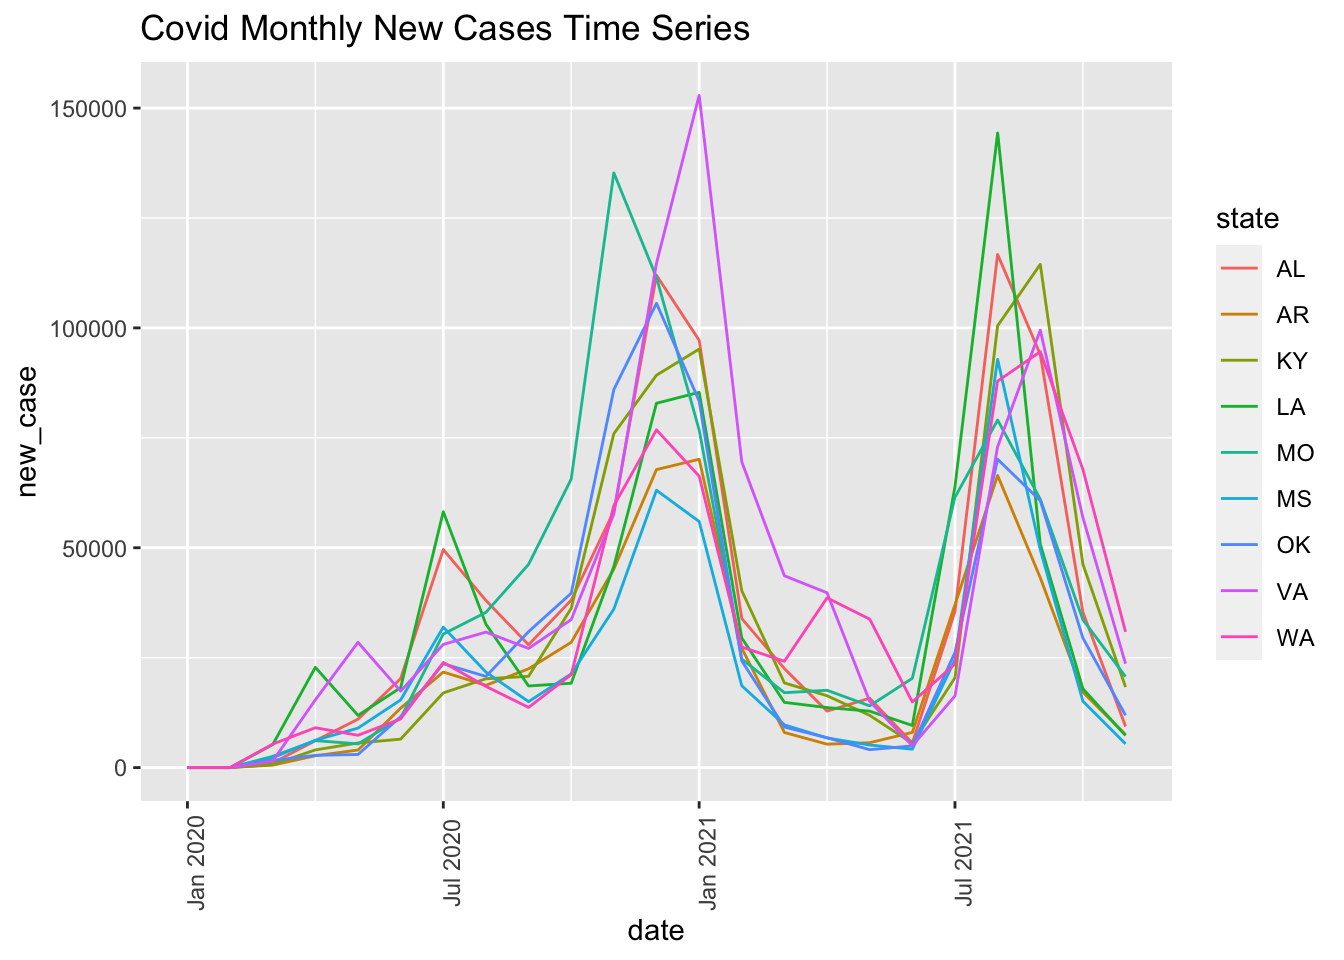 Covid Monthly New Cases Time Series
150000
100000
50000
0
new_case
Jan 2020
Jul 2020
Jan 2021
Jul 2021
date
state
AL
AR
KY
LA
MO
MS
OK
VA
WA